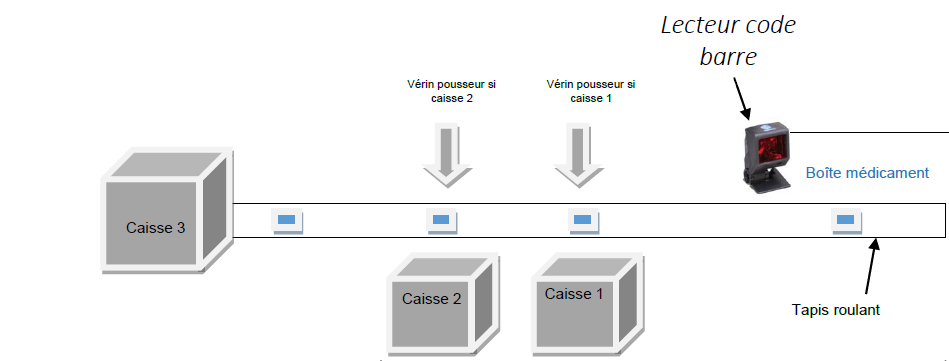 Lecteur code
barre
Vérin pousseur si
caisse 2
Vérin pousseur si
caisse 1
Boîte médicament
Caisse 3
Caisse 2
Caisse 1
Tapis roulant